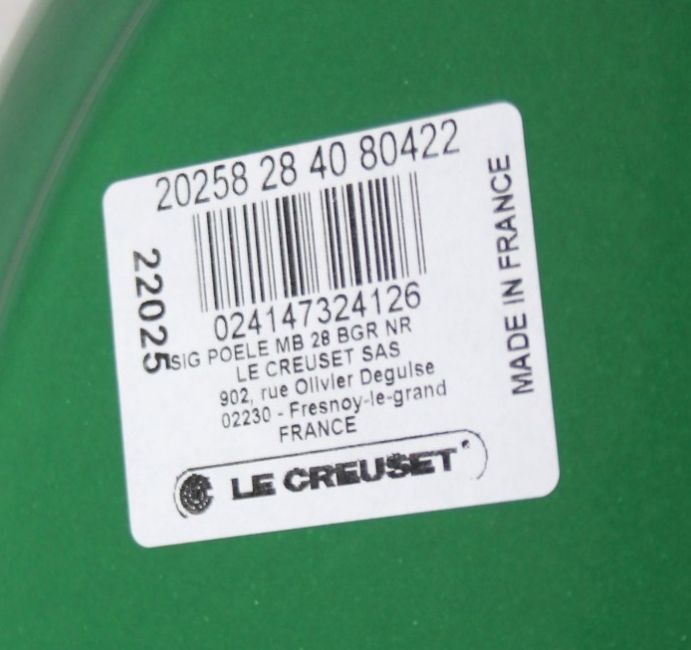 20258 28 40 80422
024147324126
22025
SIG POELE MB 28 BGR NR
LE CREUSET SAS
902, rue Olivier Deguise
02230 - Fresnoy-le-grand
FRANCE
LE CREUSET®
MADE IN FRANCE